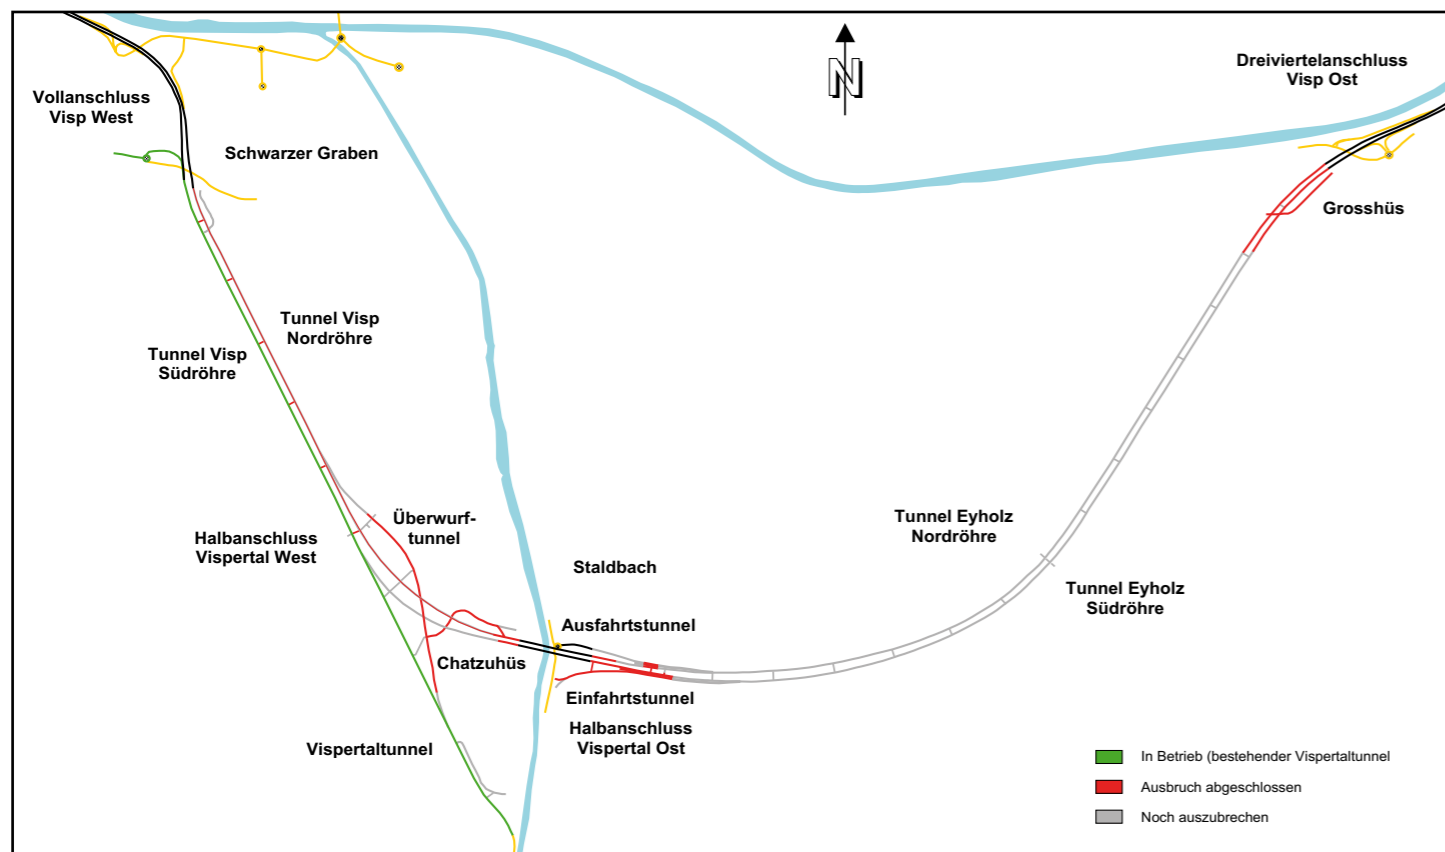 N
Dreiviertelanschluss
Visp Ost
Vollanschluss
Visp West
Schwarzer Graben
Grosshüs
Tunnel Visp
Nordröhre
Tunnel Visp
Südröhre
Überwurf-
tunnel
Halbanschluss
Vispertal West
Tunnel Eyholz
Nordröhre
Staldbach
Tunnel Eyholz
Südröhre
Ausfahrtstunnel
Chatzuhüs
Einfahrtstunnel
Halbanschluss
Vispertal Ost
Vispertaltunnel
In Betrieb (bestehender Vispertaltunnel
Ausbruch abgeschlossen
Noch auszubrechen